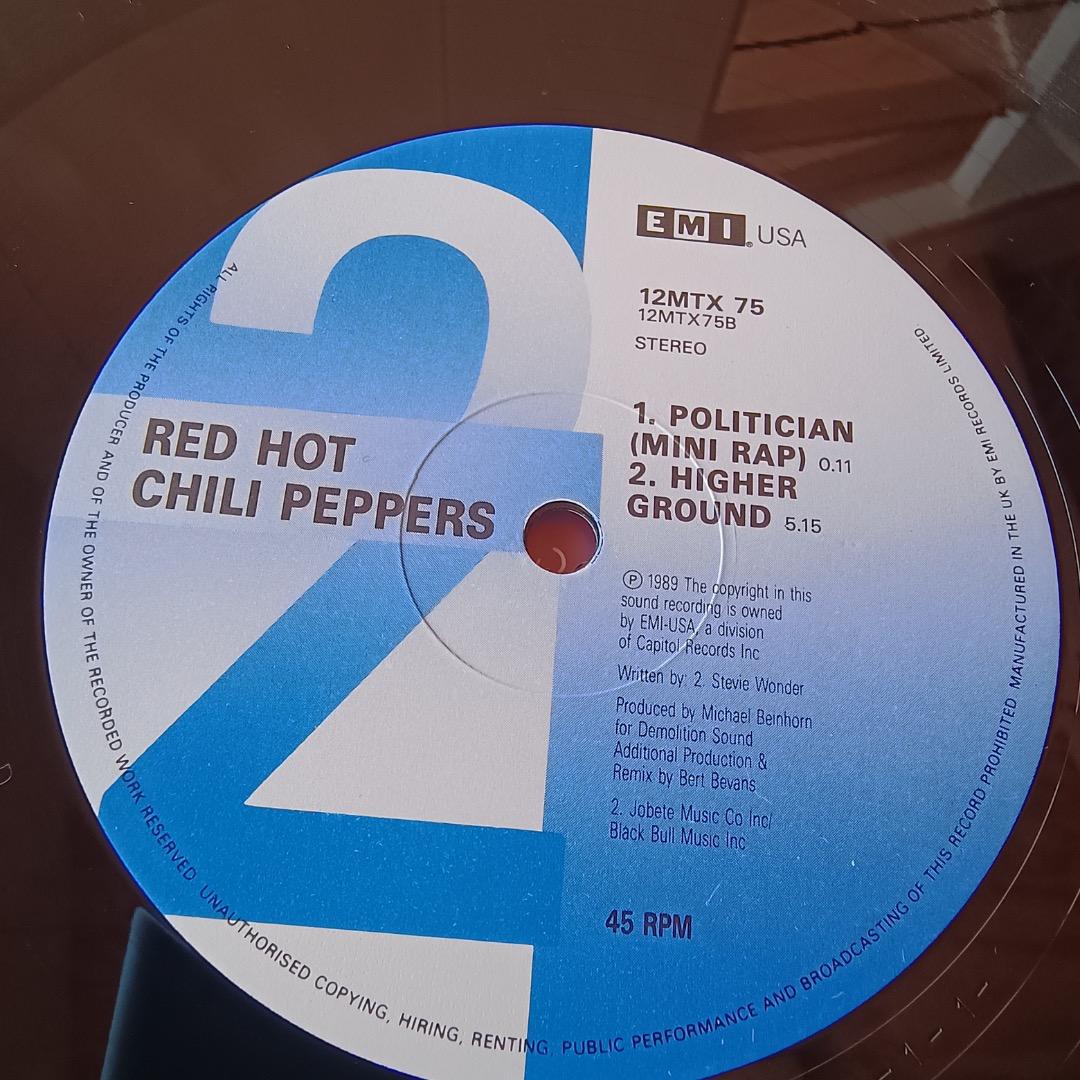 2
RED HOT
CHILI PEPPERS
EMI USA
12MTX 75
12MTX75B
STEREO
1. POLITICIAN
(MINI RAP) 0.11
2. HIGHER
GROUND 5.15
℗ 1989 The copyright in this
sound recording is owned
by EMI-USA, a division
of Capitol Records Inc
Written by: 2. Stevie Wonder
Produced by Michael Beinhorn
for Demolition Sound
Additional Production &
Remix by Bert Bevans
2. Jobete Music Co Inc/
Black Bull Music Inc
45 RPM
ALL RIGHTS OF THE PRODUCER AND OF THE OWNER OF THE RECORDED WORK RESERVED. UNAUTHORISED COPYING, HIRING, RENTING, PUBLIC PERFORMANCE AND BROADCASTING OF THIS RECORD PROHIBITED MANUFACTURED IN THE UK BY EMI RECORDS LIMITED